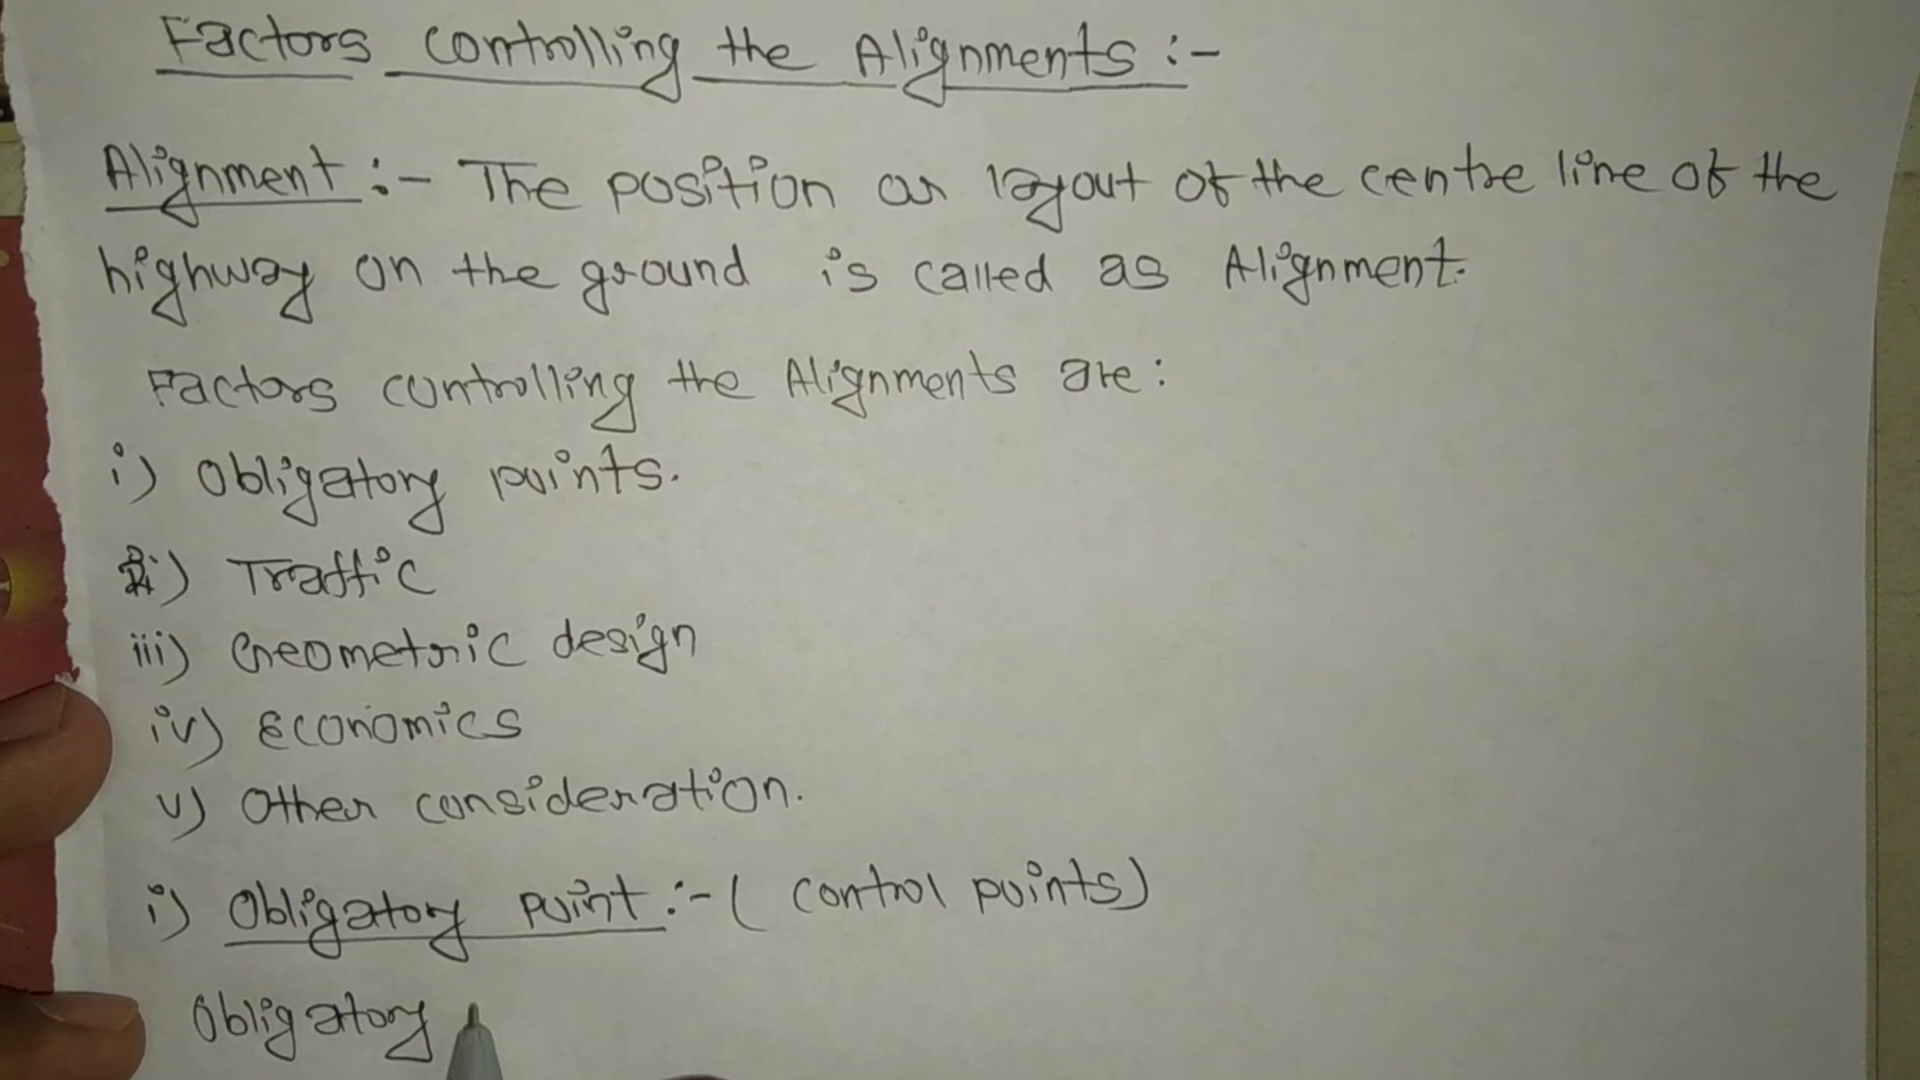 Factors controlling the Alignments :-
Alignment :- The position or layout of the centre line of the
highway on the ground is called as Alignment.
Factors controlling the Alignments are :
i) Obligatory points.
ii) Traffic
iii) Geometric design
iv) Economics
v) Other consideration.
i) Obligatory point :- ( control points)
Obligatory